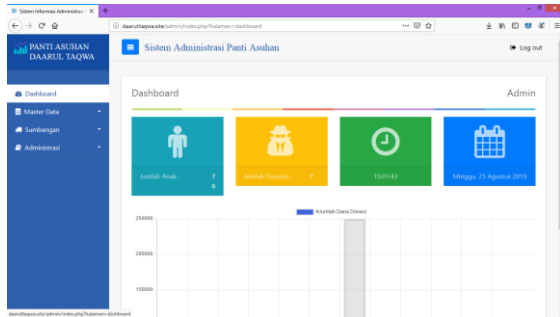 Sistem Informasi Administrasi
daaruttaqwa.site/admin/index.php?halaman=dashboard
PANTI ASUHAN
DAARUL TAQWA
Sistem Administrasi Panti Asuhan
Log out
Dashboard
Master Data
Sumbangan
Administrasi
Dashboard
Admin
Jumlah Anak : 7
6
Jumlah Donatur : 7
15:01:43
Minggu, 25 Agustus 2019
Jumlah Dana Donasi
250000
200000
150000
daaruttaqwa.site/admin/index.php?halaman=dashboard